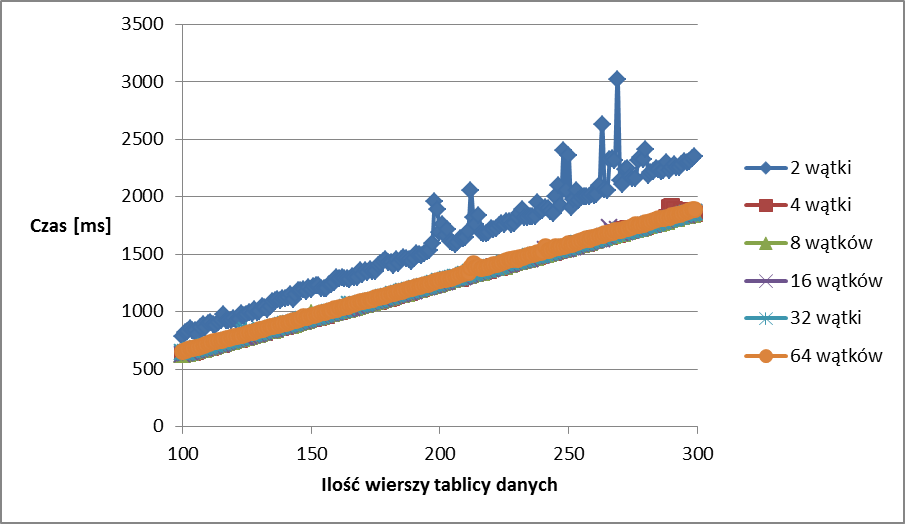 3500
3000
2500
2000
1500
1000
500
0
Czas [ms]
100
150
200
250
300
Ilość wierszy tablicy danych
2 wątki
4 wątki
8 wątków
16 wątków
32 wątki
64 wątków